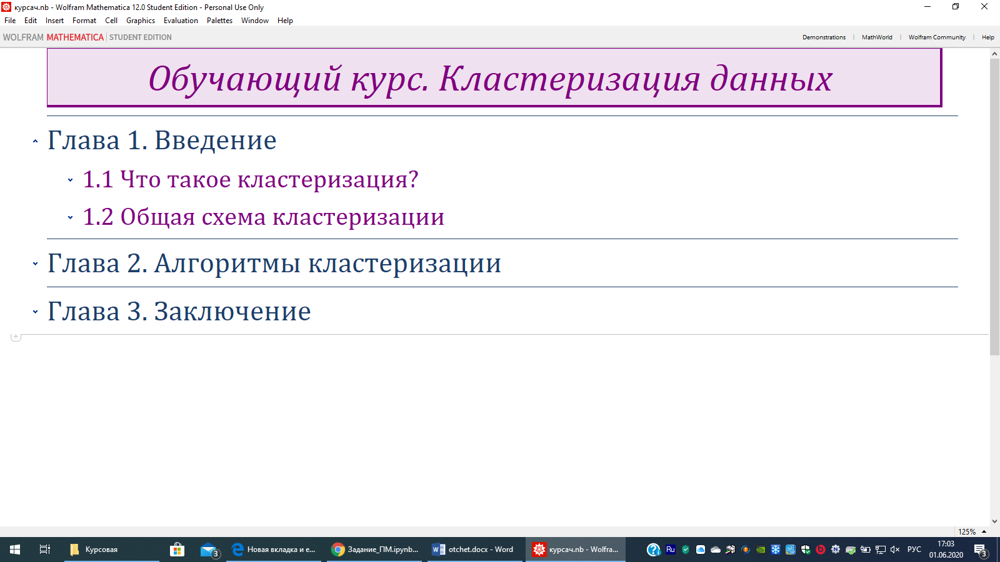 курсач.nb - Wolfram Mathematica 12.0 Student Edition - Personal Use Only
File Edit Insert Format Cell Graphics Evaluation Palettes Window Help
WOLFRAM MATHEMATICA STUDENT EDITION Demonstrations MathWorld Wolfram Community Help
Обучающий курс. Кластеризация данных
Глава 1. Введение
1.1 Что такое кластеризация?
1.2 Общая схема кластеризации
Глава 2. Алгоритмы кластеризации
Глава 3. Заключение
125%
Курсовая 3 Новая вкладка и е... Задание_ПМ.ipynb... otchet.docx - Word курсач.nb - Wolfra... Ru РУС 17:03
01.06.2020 3